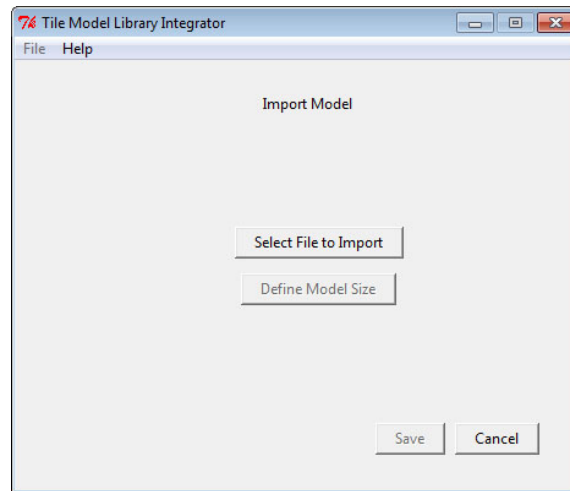 Tile Model Library Integrator
File Help
Import Model
Select File to Import
Define Model Size
Save Cancel